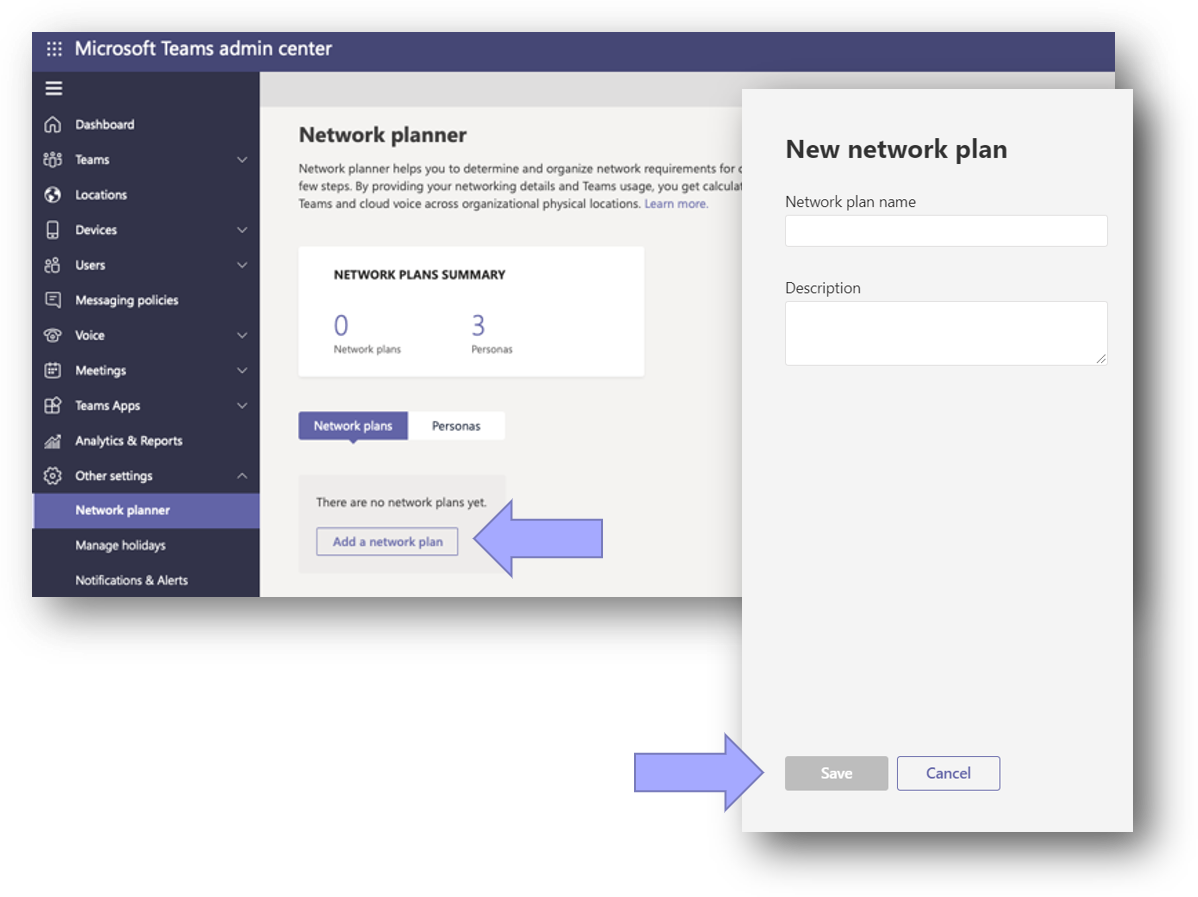 Microsoft Teams admin center
Dashboard
Teams
Locations
Devices
Users
Messaging policies
Voice
Meetings
Teams Apps
Analytics & Reports
Other settings
Network planner
Manage holidays
Notifications & Alerts
Network planner
Network planner helps you to determine and organize network requirements for
few steps. By providing your networking details and Teams usage, you get
Teams and cloud voice across organizational physical locations. Learn more.
NETWORK PLANS SUMMARY
0 3
Network plans Personas
Network plans Personas
There are no network plans yet.
Add a network plan
New network plan
Network plan name
Description
Save Cancel